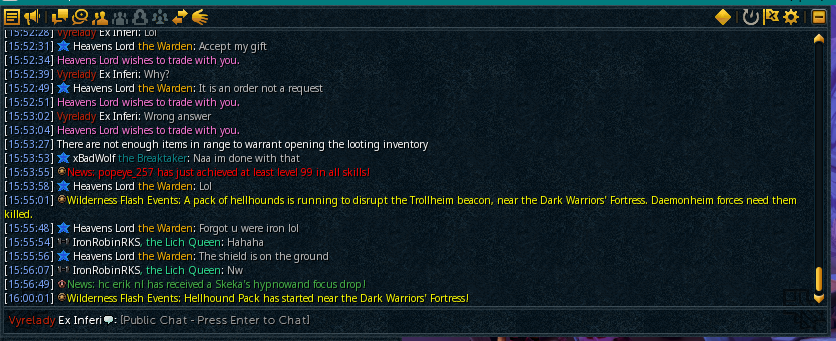 [15:52:28] Vyrelady Ex Inferi: Lol
[15:52:31] Heavens Lord the Warden: Accept my gift
[15:52:34] Heavens Lord wishes to trade with you.
[15:52:39] Vyrelady Ex Inferi: Why?
[15:52:49] Heavens Lord the Warden: It is an order not a request
[15:52:51] Heavens Lord wishes to trade with you.
[15:53:02] Vyrelady Ex Inferi: Wrong answer
[15:53:04] Heavens Lord wishes to trade with you.
[15:53:27] There are not enough items in range to warrant opening the looting inventory
[15:53:53] xBadWolf the Breaktaker: Naa im done with that
[15:53:55] News: popeye 257 has just achieved at least level 99 in all skills!
[15:53:58] Heavens Lord the Warden: Lol
[15:55:01] Wilderness Flash Events: A pack of hellhounds is running to disrupt the Trollheim beacon, near the Dark Warriors' Fortress. Daemonheim forces need them
killed.
[15:55:48] Heavens Lord the Warden: Forgot u were iron lol
[15:55:54] IronRobinRKS, the Lich Queen: Hahaha
[15:55:56] Heavens Lord the Warden: The shield is on the ground
[15:56:07] IronRobinRKS, the Lich Queen: Nw
[15:56:49] News: hc erik nl has received a Skeka's hypnowand focus drop!
[16:00:01] Wilderness Flash Events: Hellhound Pack has started near the Dark Warriors' Fortress!
Vyrelady Ex Inferi: [Public Chat - Press Enter to Chat]